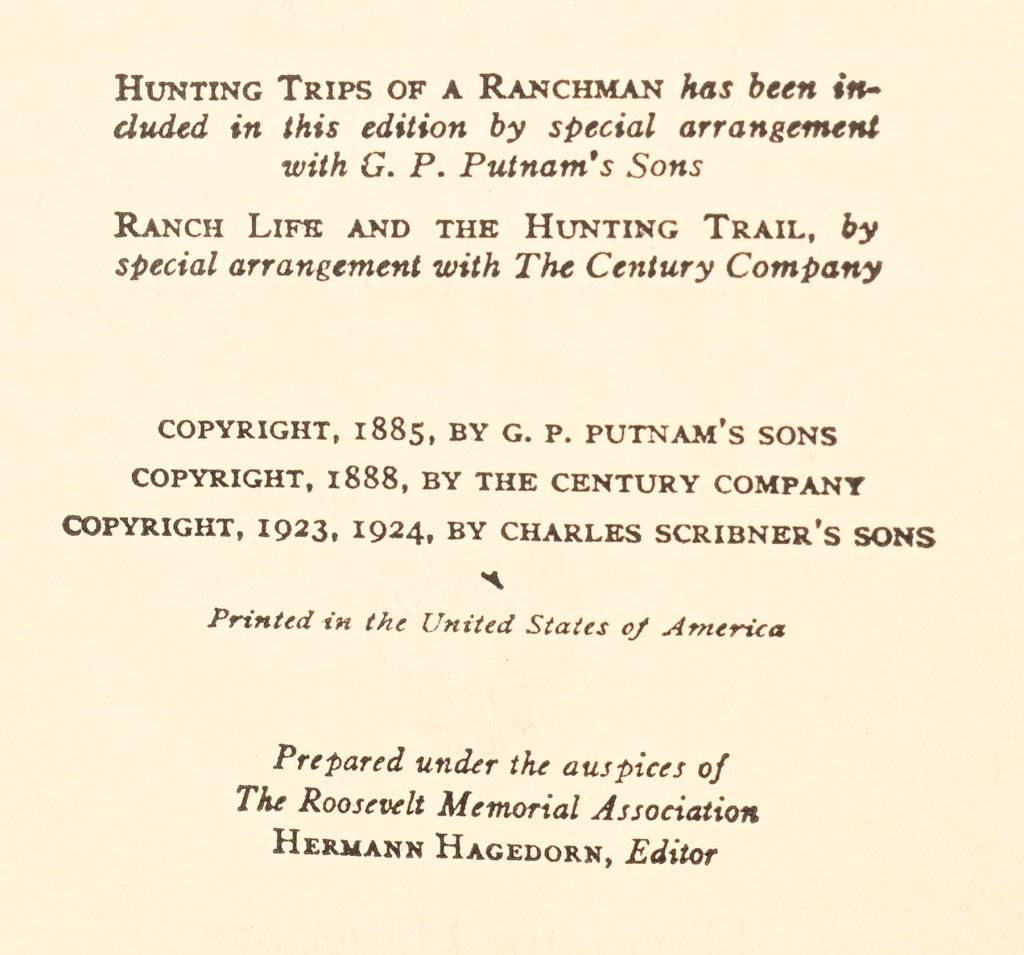 HUNTING TRIPS OF A RANCHMAN has been in-
cluded in this edition by special arrangement
with G. P. Putnam's Sons
RANCH LIFE AND THE HUNTING TRAIL, by
special arrangement with The Century Company
COPYRIGHT, 1885, BY G. P. PUTNAM'S SONS
COPYRIGHT, 1888, BY THE CENTURY COMPANY
COPYRIGHT, 1923, 1924, BY CHARLES SCRIBNER'S SONS
Printed in the United States of America
Prepared under the auspices of
The Roosevelt Memorial Association
HERMANN HAGEDORN, Editor